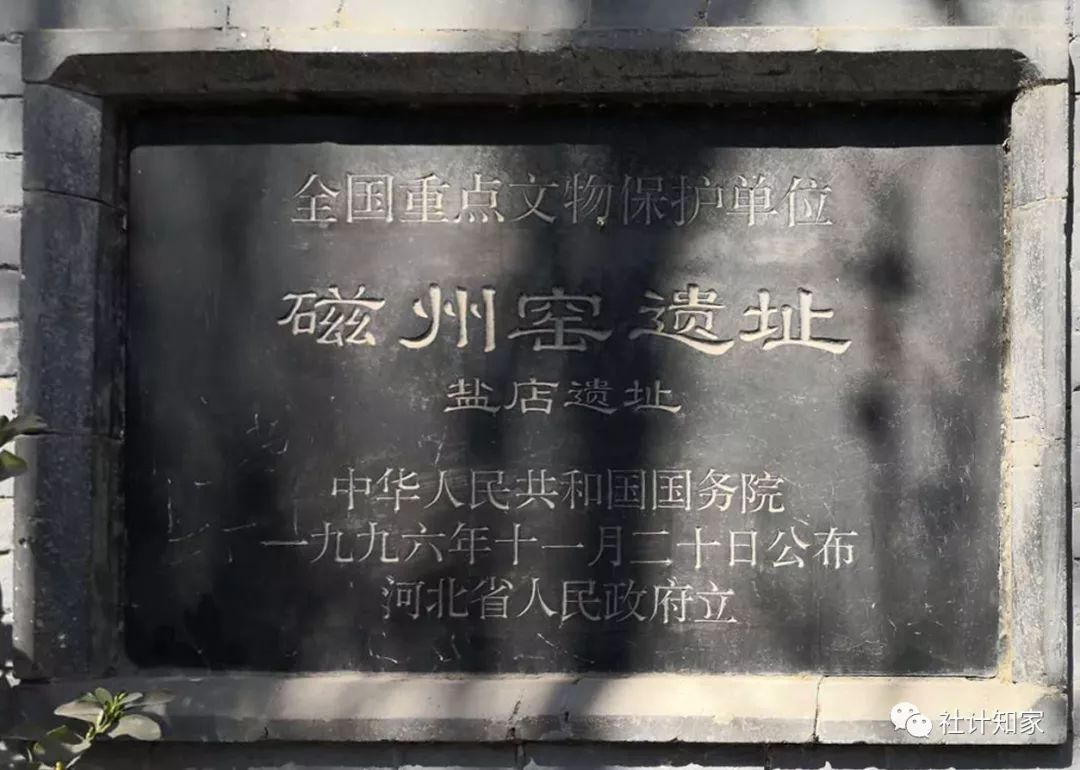 全国重点文物保护单位
磁州窑遗址
盐店遗址
中华人民共和国国务院
一九九六年十一月二十日公布
河北省人民政府立
社计知家